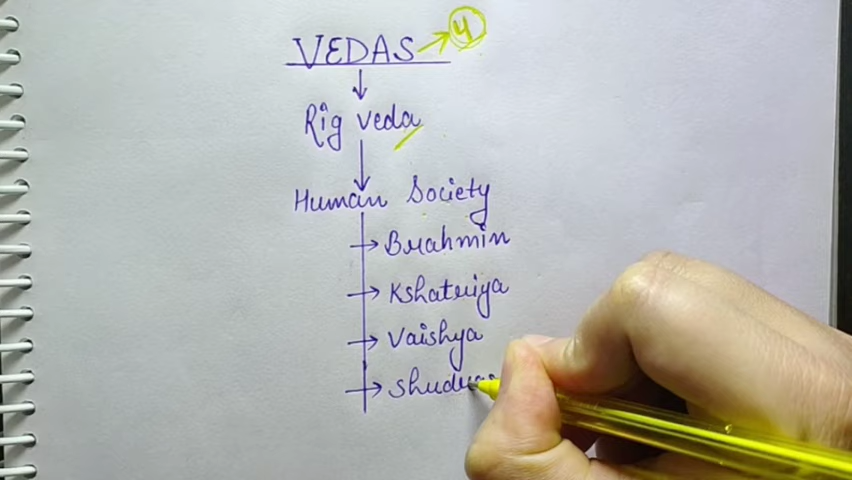 VEDAS → 4
Rig Veda
Human Society
Brahmin
Kshatriya
Vaishya